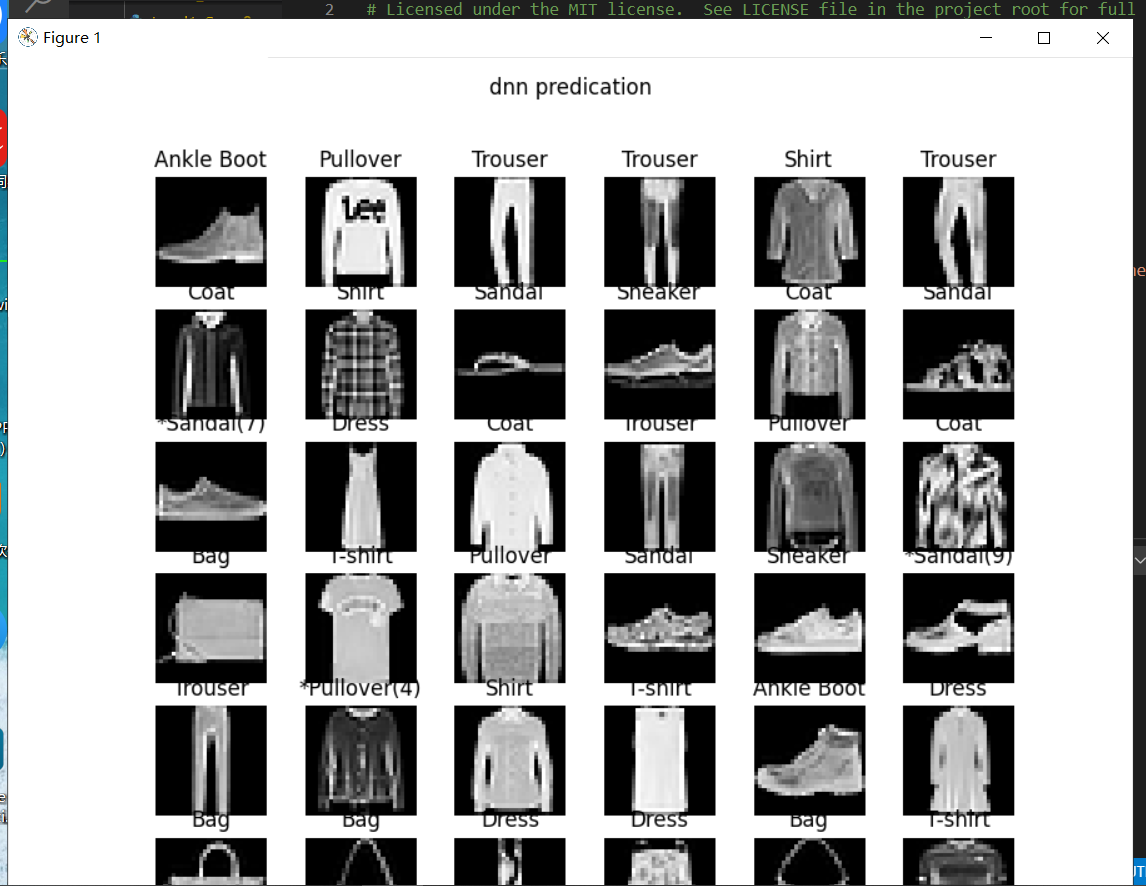 2 # Licensed under the MIT license. See LICENSE file in the project root for full
Figure 1
dnn predication
Ankle Boot Pullover Trouser Trouser Shirt Trouser
Lee
Coat Shirt Sandal Sneaker Coat Sandal
*Sandal(7) Dress Coat Trouser Pullover Coat
Bag T-shirt Pullover Sandal Sneaker *Sandal(9)
Trouser *Pullover(4) Shirt T-shirt Ankle Boot Dress
Bag Bag Dress Dress Bag T-shirt